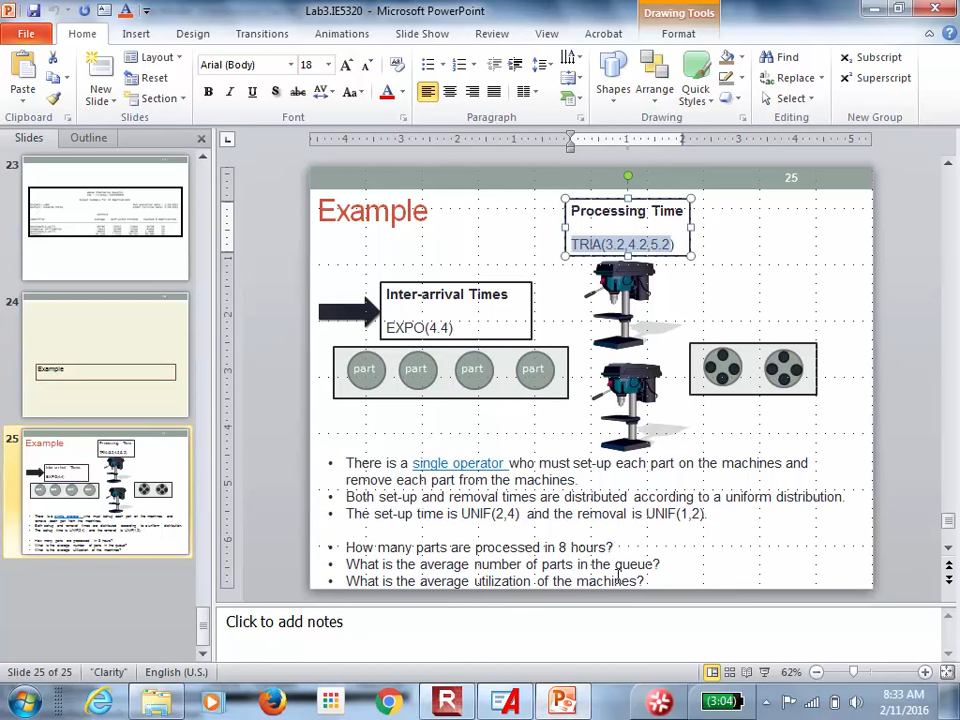 Lab3.IE5320 - Microsoft PowerPoint
Drawing Tools
File Home Insert Design Transitions Animations Slide Show Review View Acrobat Format
Paste
Clipboard
New Slide
Layout
Reset
Section
Slides
Arial (Body) 18
B I U S abc AV Aa A
Font
Paragraph
Shapes Arrange Quick Styles
Drawing
Find
Replace
Select
Editing
Subscript
Superscript
New Group
Slides Outline
23
24
Example
25
Example
25
Example
Processing Time
TRIA(3.2,4.2,5.2)
Inter-arrival Times
EXPO(4.4)
part part part part
• There is a single operator who must set-up each part on the machines and
remove each part from the machines.
• Both set-up and removal times are distributed according to a uniform distribution.
• The set-up time is UNIF(2,4) and the removal is UNIF(1,2).
• How many parts are processed in 8 hours?
• What is the average number of parts in the queue?
• What is the average utilization of the machines?
Click to add notes
Slide 25 of 25 "Clarity" English (U.S.) 62%
(3:04)
8:33 AM
2/11/2016